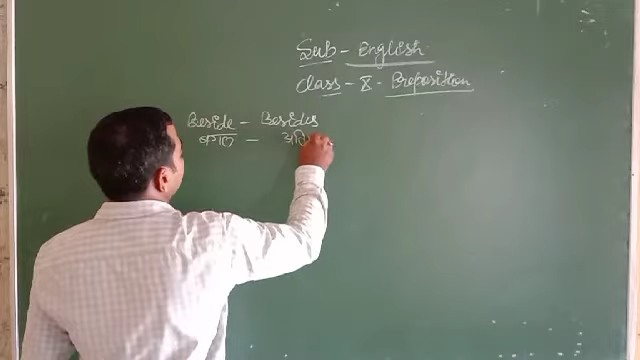 Sub - English
Class - 8 - Preposition
Beside - Besides
बगल -